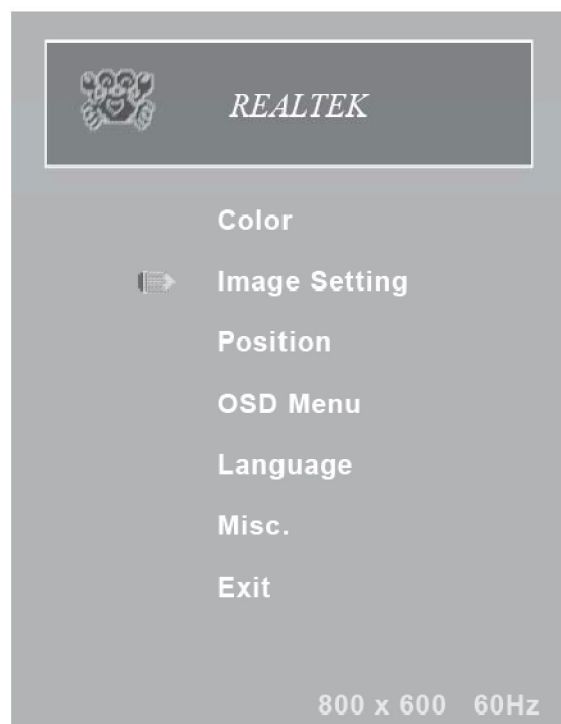 REALTEK
Color
Image Setting
Position
OSD Menu
Language
Misc.
Exit
800 x 600 60Hz